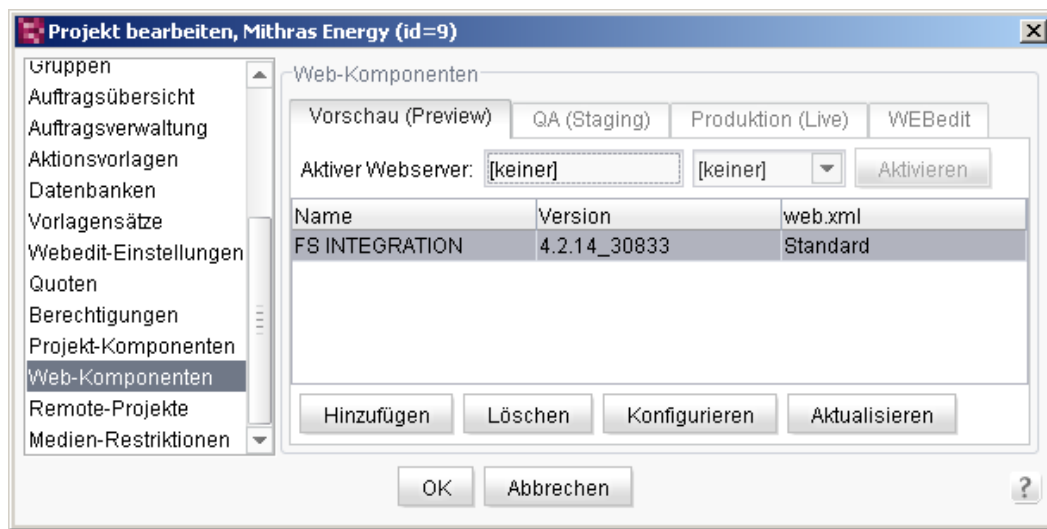 Projekt bearbeiten, Mithras Energy (id=9)
Gruppen
Auftragsübersicht
Auftragsverwaltung
Aktionsvorlagen
Datenbanken
Vorlagensätze
Webedit-Einstellungen
Quoten
Berechtigungen
Projekt-Komponenten
Web-Komponenten
Remote-Projekte
Medien-Restriktionen
Web-Komponenten
Vorschau (Preview) QA (Staging) Produktion (Live) WEBedit
Aktiver Webserver: [keiner] [keiner] Aktivieren
Name Version web.xml
FS INTEGRATION 4.2.14_30833 Standard
Hinzufügen Löschen Konfigurieren Aktualisieren
OK Abbrechen ?